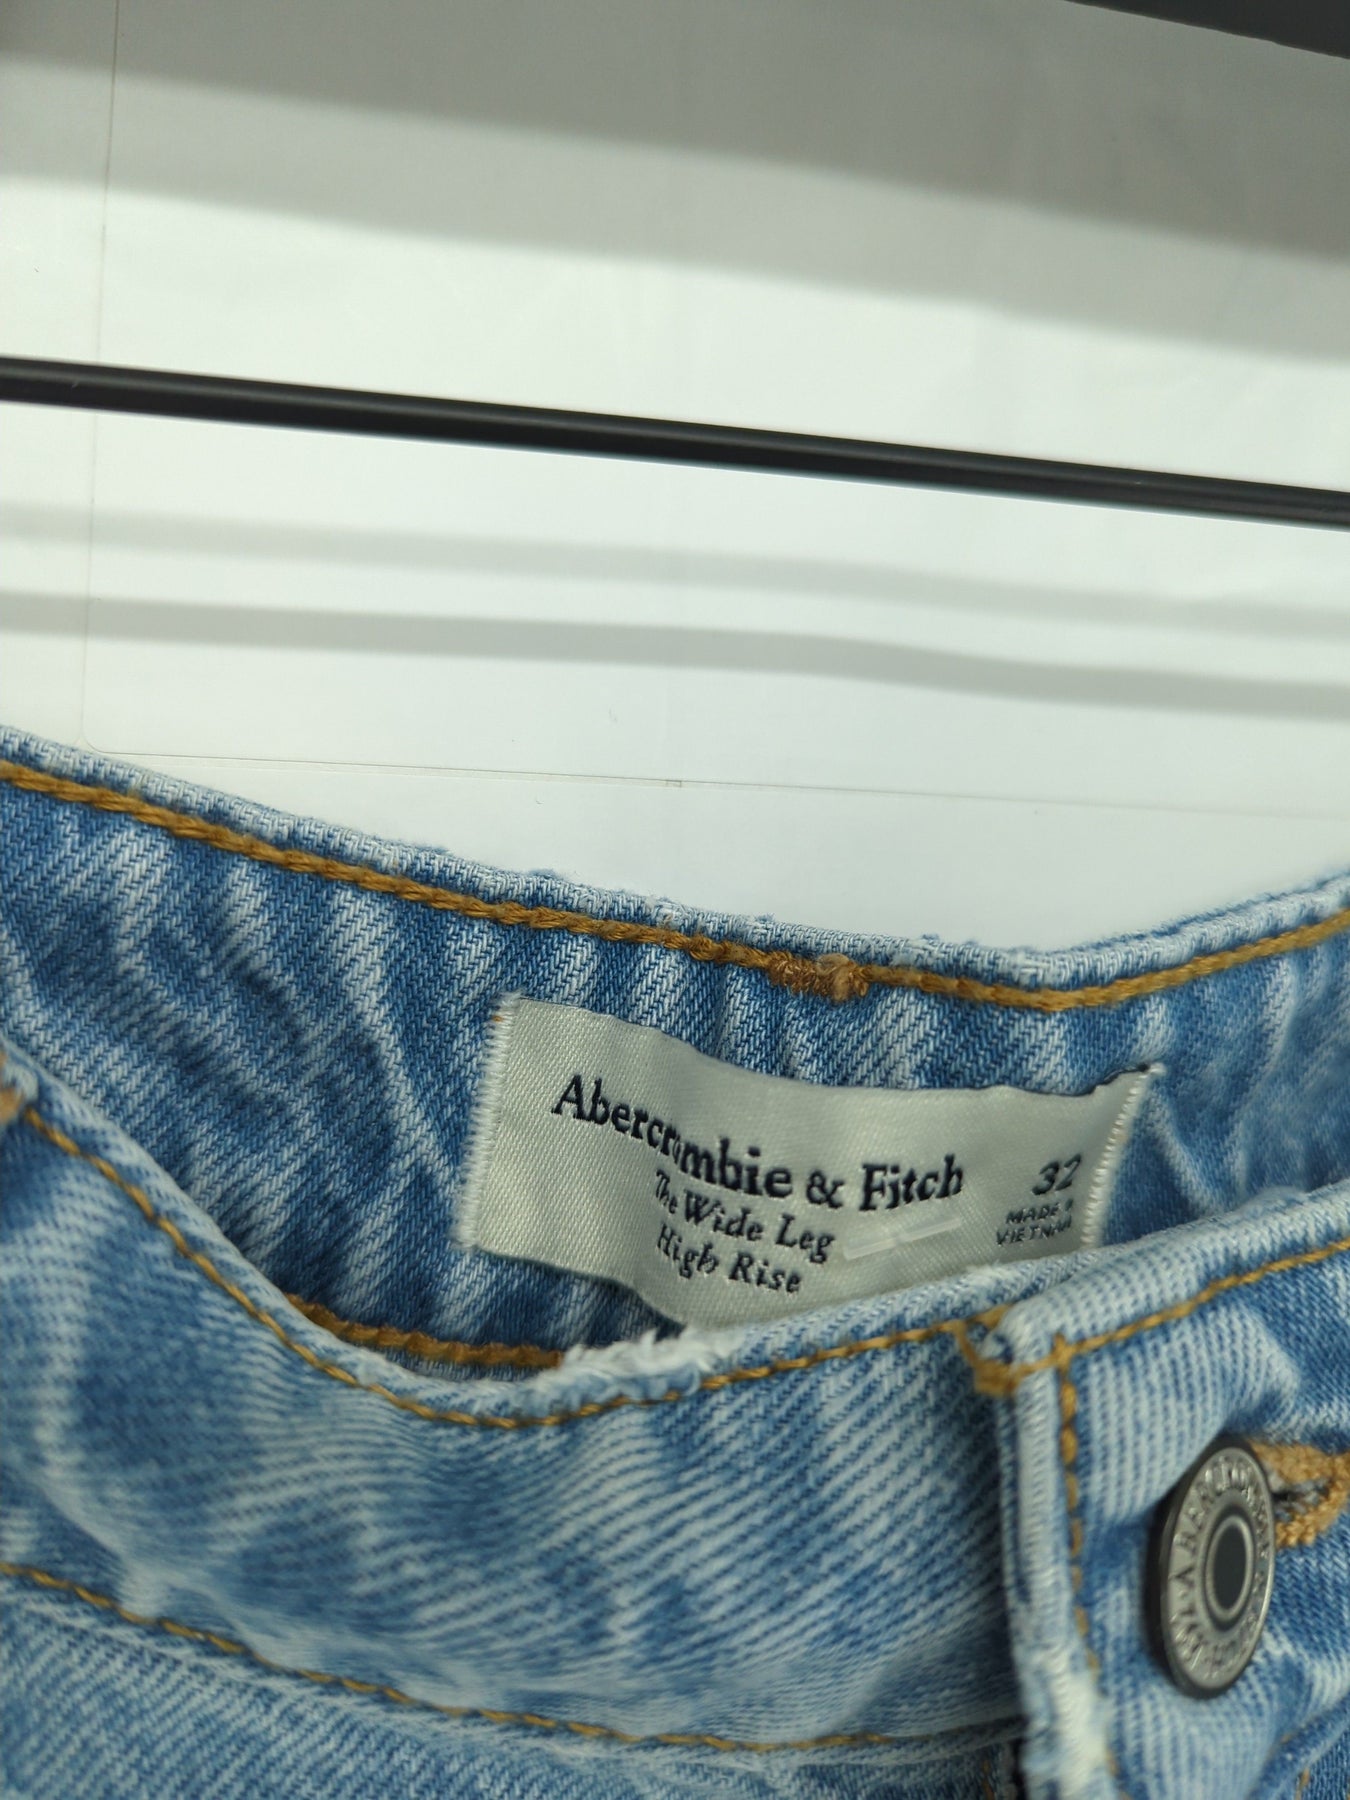 Abercrombie & Fitch
The Wide Leg
High Rise
32
MADE
VIETNAM